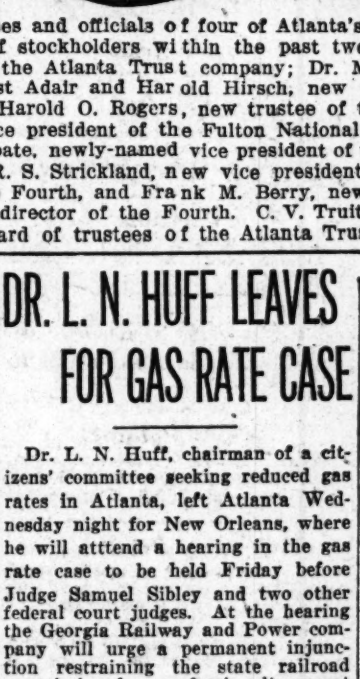 es and officials of four of Atlanta's
f stockholders within the past twe
the Atlanta Trust company; Dr. M
st Adair and Harold Hirsch, new
Harold O. Rogers, new trustee of t
ce president of the Fulton National
pate, newly-named vice president of
R. S. Strickland, new vice president
Fourth, and Frank M. Berry, new
director of the Fourth. C. V. Truit
ard of trustees of the Atlanta Trus
DR. L. N. HUFF LEAVES
FOR GAS RATE CASE
Dr. L. N. Huff, chairman of a cit-
izens' committee seeking reduced gas
rates in Atlanta, left Atlanta Wed-
nesday night for New Orleans, where
he will atttend a hearing in the gas
rate case to be held Friday before
Judge Samuel Sibley and two other
federal court judges. At the hearing
the Georgia Railway and Power com-
pany will urge a permanent injunc-
tion restraining the state railroad